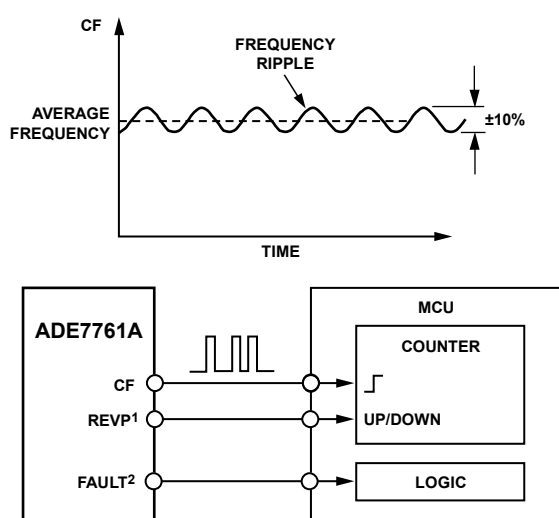 CF
FREQUENCY
RIPPLE
AVERAGE
FREQUENCY
±10%
TIME
MCU
ADE7761A
COUNTER
CF
REVP1
UP/DOWN
FAULT2
LOGIC